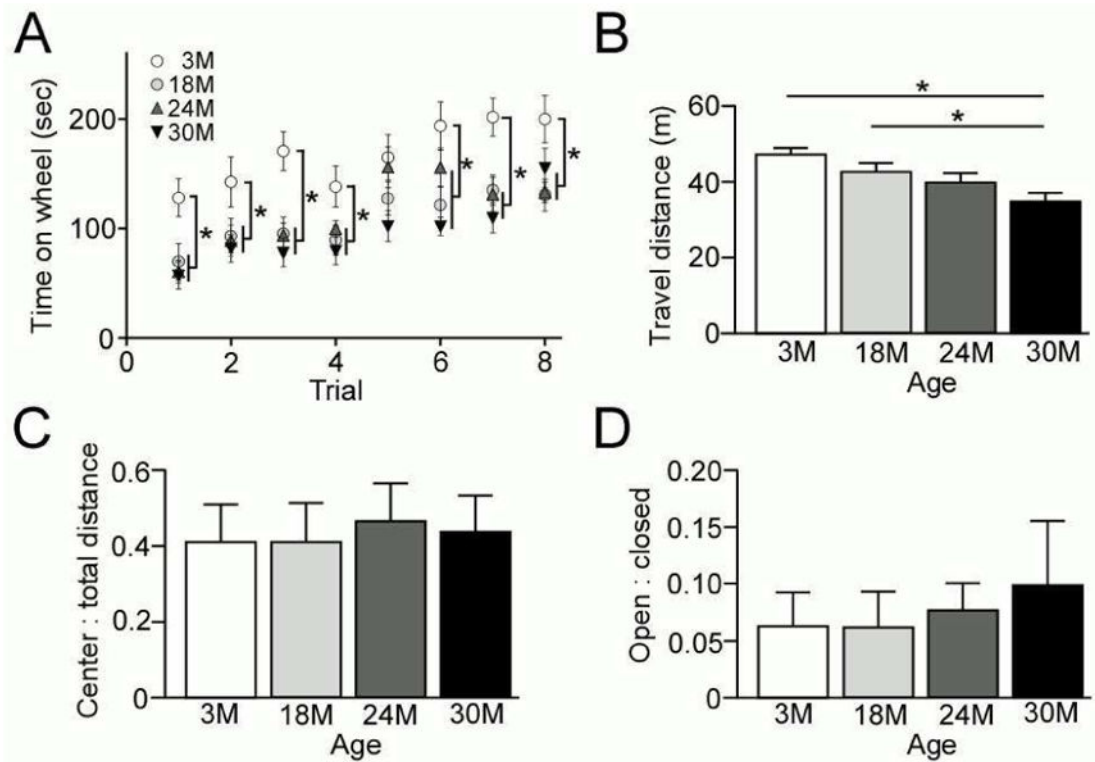 A
3M
18M
24M
30M
Time on wheel (sec)
200
100
0
* * * * * * *
0 2 4 6 8
Trial
B
Travel distance (m)
60
40
20
0
*
*
3M 18M 24M 30M
Age
C
Center : total distance
0.6
0.4
0.2
0
3M 18M 24M 30M
Age
D
Open : closed
0.20
0.15
0.10
0.05
0
3M 18M 24M 30M
Age